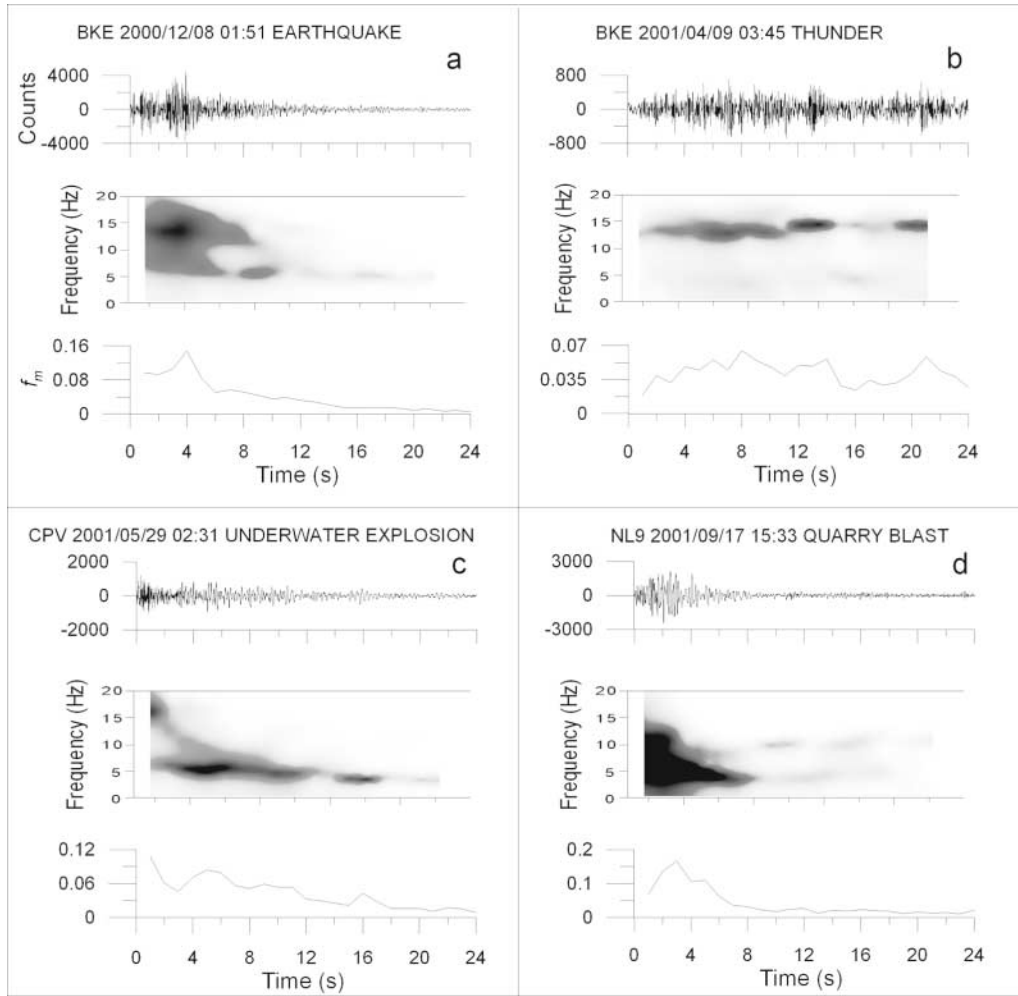 BKE 2000/12/08 01:51 EARTHQUAKE
a
Counts
4000
0
-4000
Frequency (Hz)
20
15
10
5
0
fm
0.16
0.08
0
0 4 8 12 16 20 24
Time (s)
BKE 2001/04/09 03:45 THUNDER
b
800
0
-800
Frequency (Hz)
20
15
10
5
0
0.07
0.035
0
0 4 8 12 16 20 24
Time (s)
CPV 2001/05/29 02:31 UNDERWATER EXPLOSION
c
2000
0
-2000
Frequency (Hz)
20
15
10
5
0
0.12
0.06
0
0 4 8 12 16 20 24
Time (s)
NL9 2001/09/17 15:33 QUARRY BLAST
d
3000
0
-3000
Frequency (Hz)
20
15
10
5
0
0.2
0.1
0
0 4 8 12 16 20 24
Time (s)